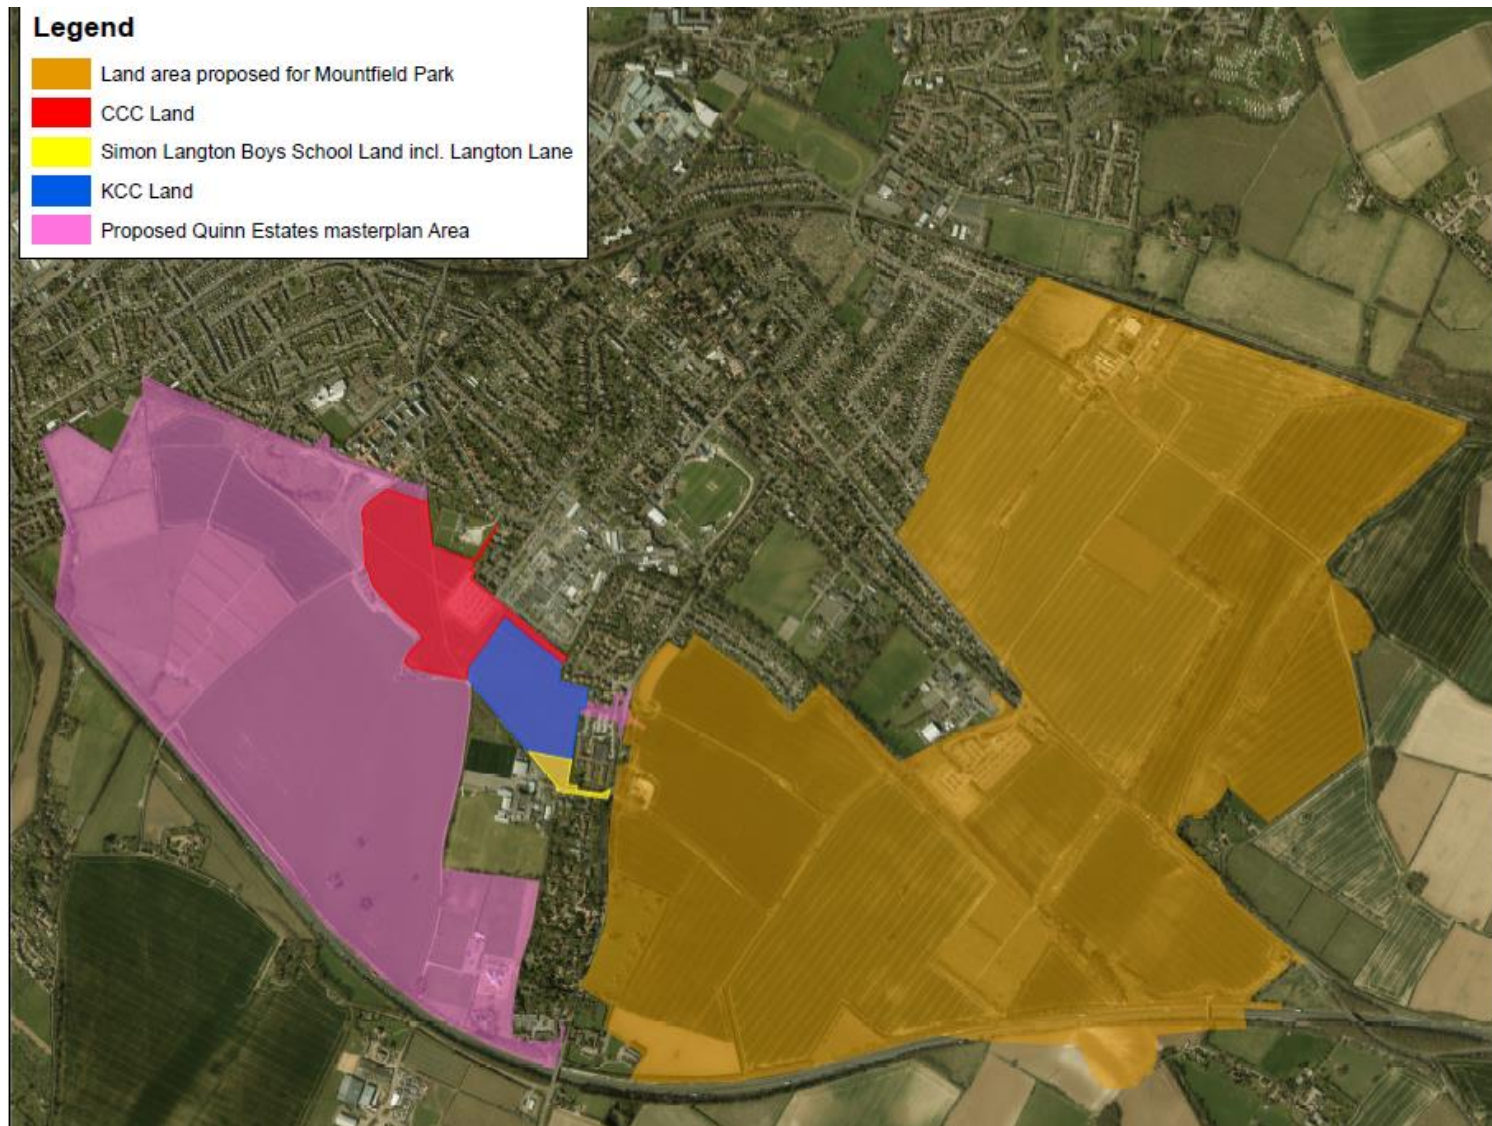 Legend
Land area proposed for Mountfield Park
CCC Land
Simon Langton Boys School Land incl. Langton Lane
KCC Land
Proposed Quinn Estates masterplan Area